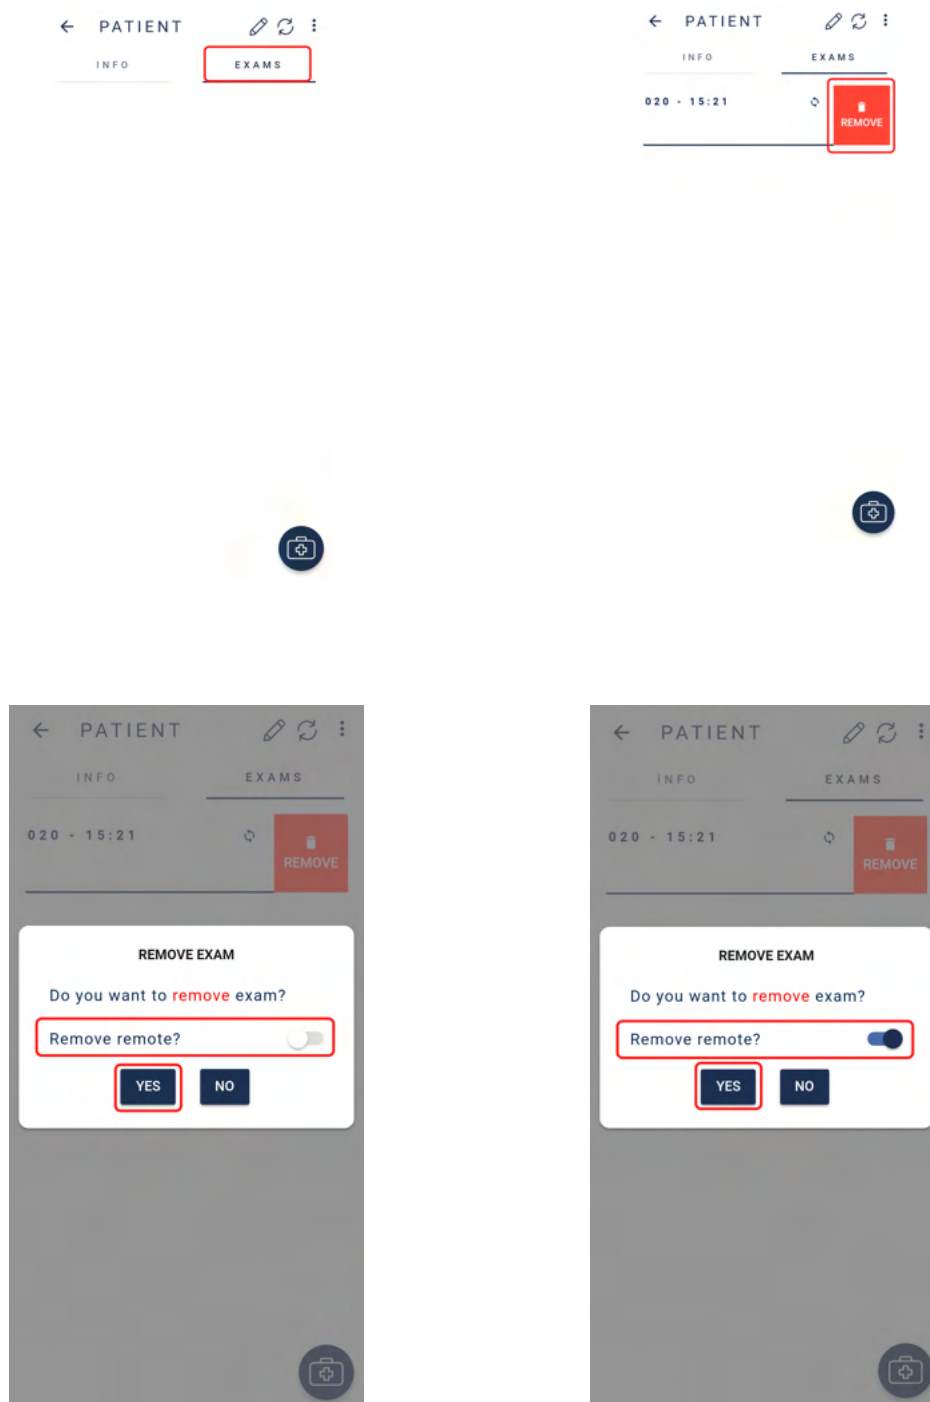 PATIENT
INFO EXAMS
PATIENT
INFO EXAMS
020 - 15:21
REMOVE
PATIENT
INFO EXAMS
020 - 15:21
REMOVE
REMOVE EXAM
Do you want to remove exam?
Remove remote?
YES NO
PATIENT
INFO EXAMS
020 - 15:21
REMOVE
REMOVE EXAM
Do you want to remove exam?
Remove remote?
YES NO